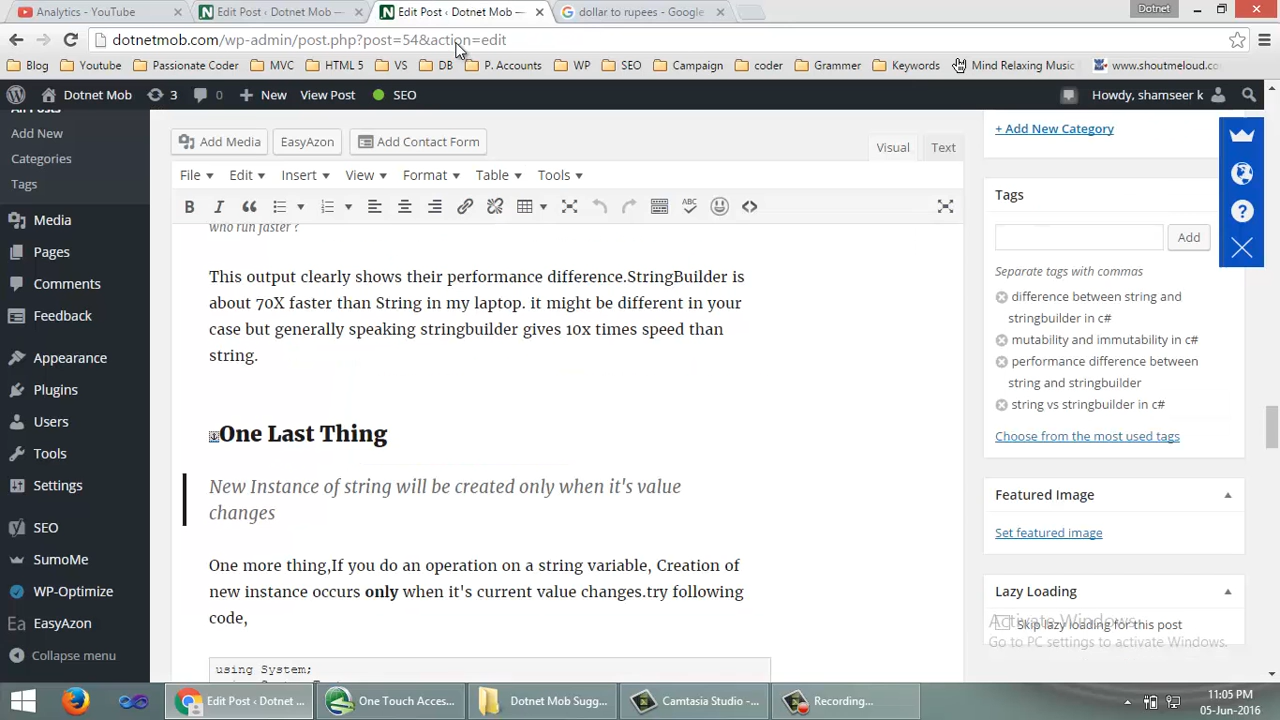 Analytics - YouTube
Edit Post ‹ Dotnet Mob —
Edit Post ‹ Dotnet Mob —
dollar to rupees - Google
Dotnet
dotnetmob.com/wp-admin/post.php?post=54&action=edit
Blog
Youtube
Passionate Coder
MVC
HTML 5
VS
DB
P. Accounts
WP
SEO
Campaign
coder
Grammer
Keywords
Mind Relaxing Music
www.shoutmeloud.co
Dotnet Mob
3
0
New
View Post
SEO
Howdy, shamseer k
All Posts
Add New
Categories
Tags
Media
Pages
Comments
Feedback
Appearance
Plugins
Users
Tools
Settings
SEO
SumoMe
WP-Optimize
EasyAzon
Collapse menu
Add Media
EasyAzon
Add Contact Form
Visual
Text
File
Edit
Insert
View
Format
Table
Tools
who run faster ?
This output clearly shows their performance difference.StringBuilder is
about 70X faster than String in my laptop. it might be different in your
case but generally speaking stringbuilder gives 10x times speed than
string.
One Last Thing
New Instance of string will be created only when it's value
changes
One more thing,If you do an operation on a string variable, Creation of
new instance occurs only when it's current value changes.try following
code,
using System;
+ Add New Category
Tags
Add
Separate tags with commas
difference between string and
stringbuilder in c#
mutability and immutability in c#
performance difference between
string and stringbuilder
string vs stringbuilder in c#
Choose from the most used tags
Featured Image
Set featured image
Lazy Loading
Skip lazy loading for this post
Activate Windows
Go to PC settings to activate Windows.
Edit Post ‹ Dotnet ...
One Touch Acces...
Dotnet Mob Sugg...
Camtasia Studio -...
Recording...
11:05 PM
05-Jun-2016